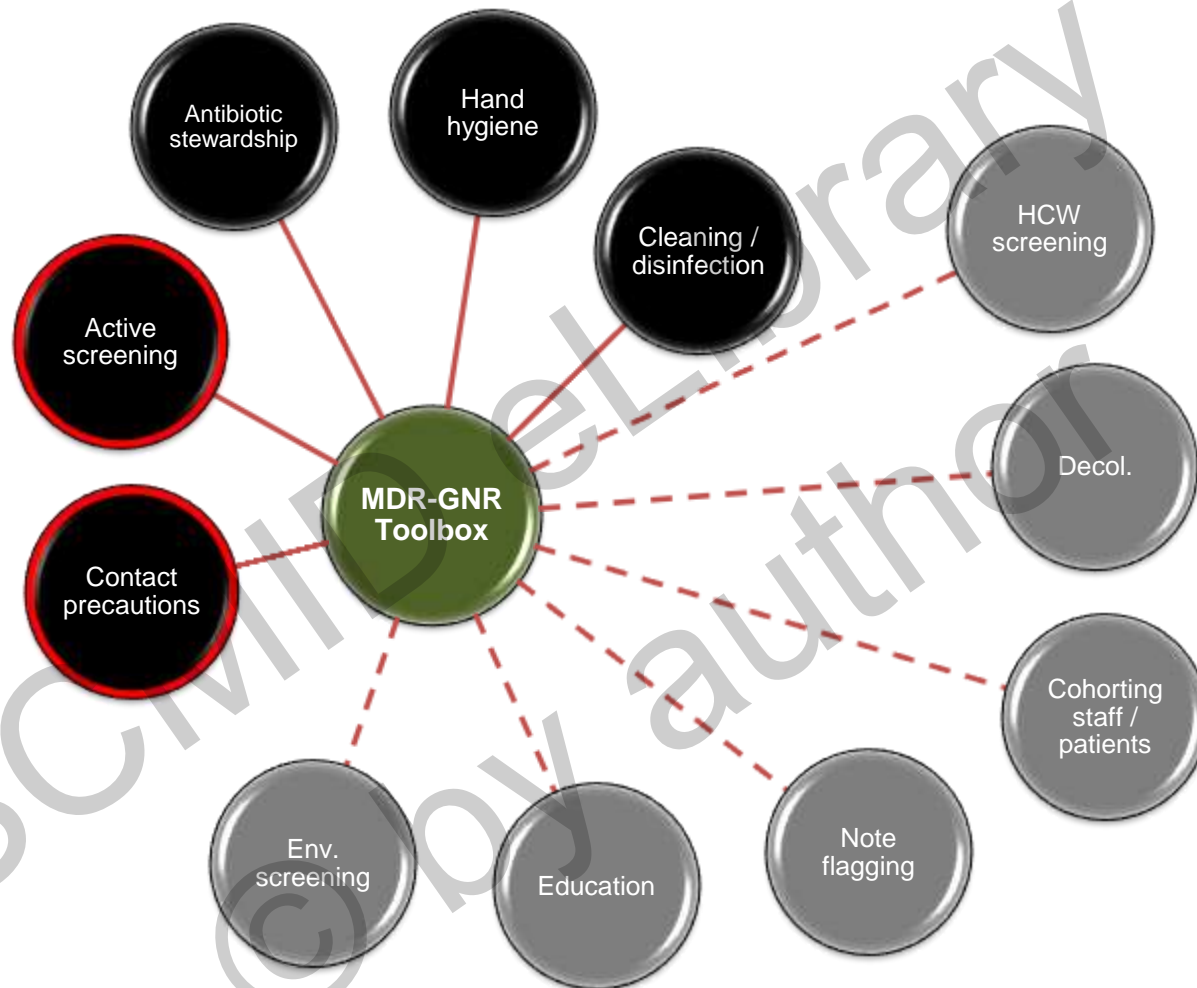 Antibiotic
stewardship
Hand
hygiene
Cleaning /
disinfection
HCW
screening
Active
screening
Decol.
MDR-GNR
Toolbox
Contact
precautions
Cohorting
staff /
patients
Env.
screening
Education
Note
flagging
SCMID eLibrary
© by author